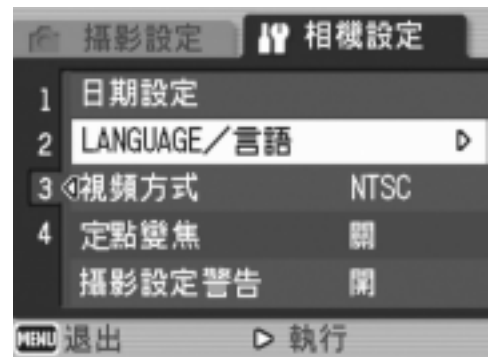 攝影設定 相機設定
1 日期設定
2 LANGUAGE／言語
3 視頻方式 NTSC
4 定點變焦 關
攝影設定警告 開
MENU 退出 執行